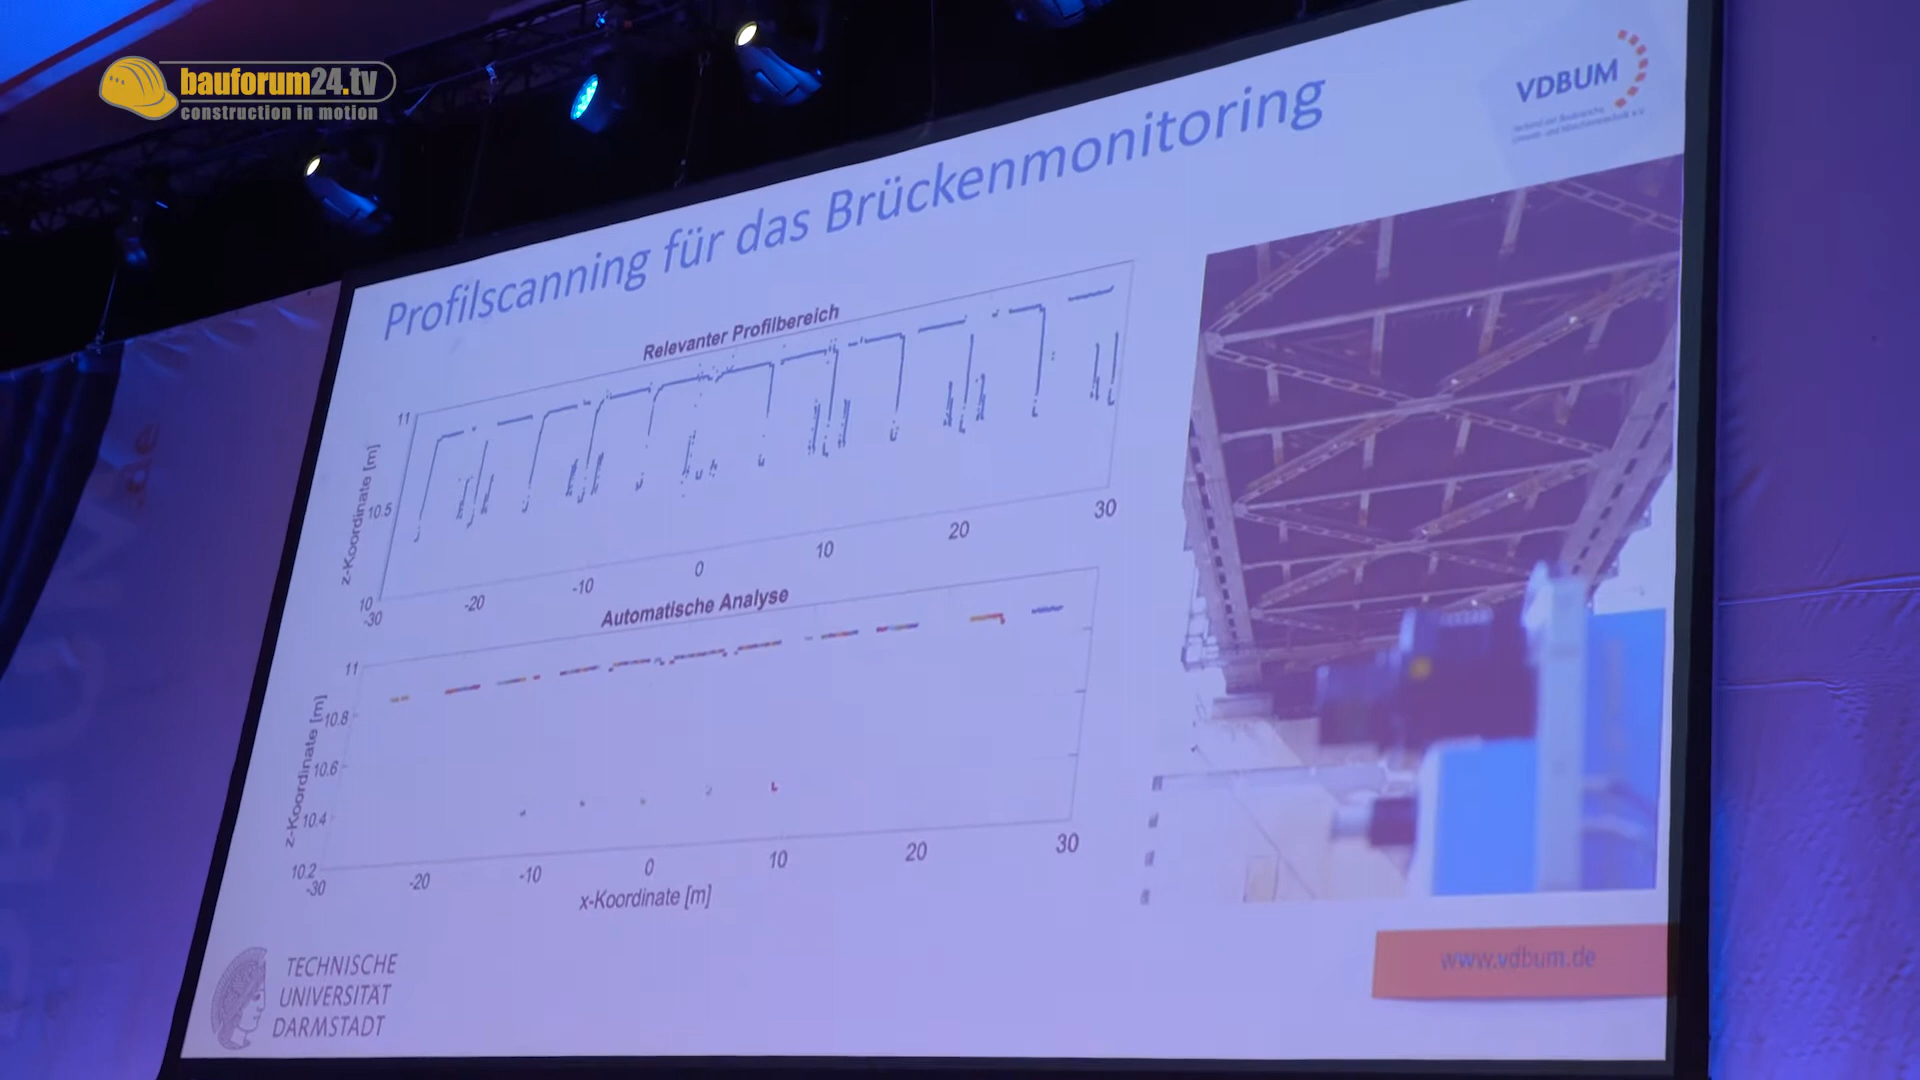 bauforum24.tv
construction in motion
VDBUM
Profilscanning für das Brückenmonitoring
Relevanter Profilbereich
z-Koordinate [m]
11
10.5
10
-30
-20
-10
0
10
20
30
Automatische Analyse
z-Koordinate [m]
11
10.8
10.6
10.4
10.2
-30
-20
-10
0
10
20
30
x-Koordinate [m]
TECHNISCHE
UNIVERSITÄT
DARMSTADT
www.vdbum.de